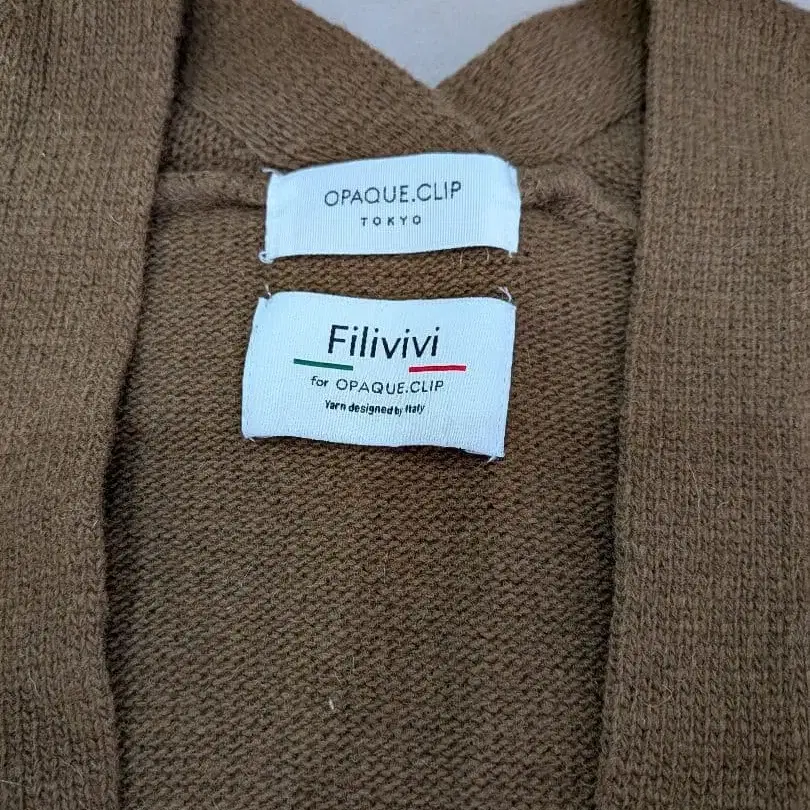 OPAQUE.CLIP
TOKYO
Filivivi
for OPAQUE.CLIP
Yarn designed by Italy